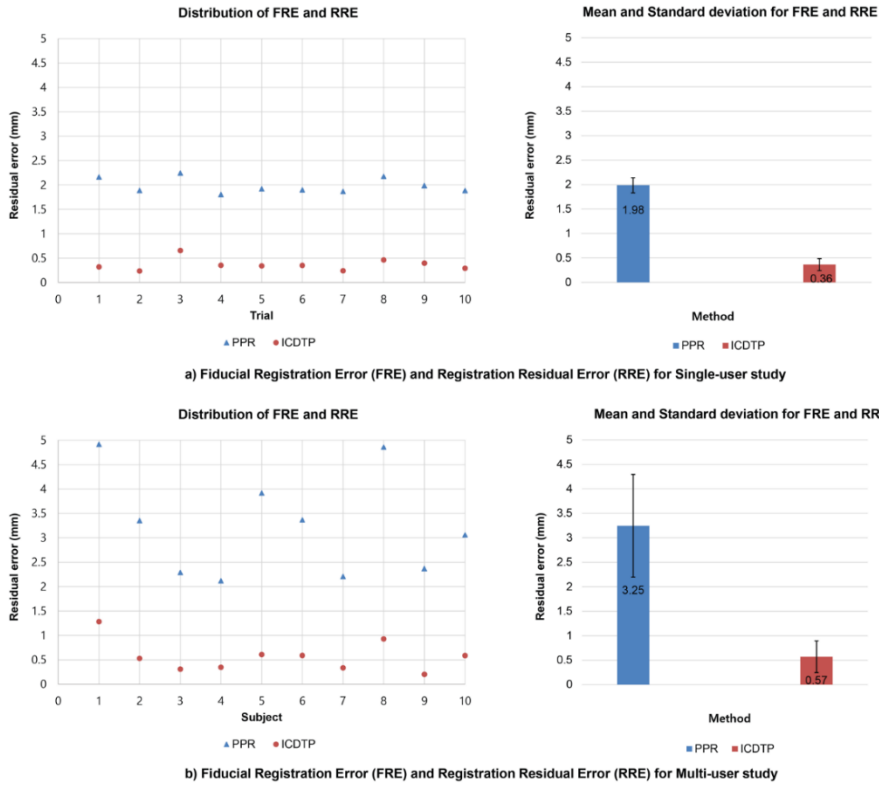 Distribution of FRE and RRE
Residual error (mm)
5
4.5
4
3.5
3
2.5
2
1.5
1
0.5
0
0 1 2 3 4 5 6 7 8 9 10
Trial
PPR ICDTP
Mean and Standard deviation for FRE and RRE
Residual error (mm)
5
4.5
4
3.5
3
2.5
2
1.5
1
0.5
0
1.98
0.36
Method
PPR ICDTP
a) Fiducial Registration Error (FRE) and Registration Residual Error (RRE) for Single-user study
Distribution of FRE and RRE
Residual error (mm)
5
4.5
4
3.5
3
2.5
2
1.5
1
0.5
0
0 1 2 3 4 5 6 7 8 9 10
Subject
PPR ICDTP
Mean and Standard deviation for FRE and RR
Residual error (mm)
5
4.5
4
3.5
3
2.5
2
1.5
1
0.5
0
3.25
0.57
Method
PPR ICDTP
b) Fiducial Registration Error (FRE) and Registration Residual Error (RRE) for Multi-user study